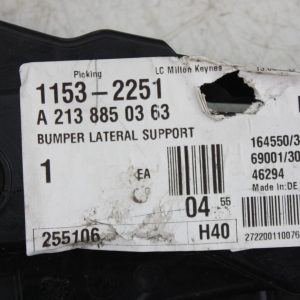 Picking LC Milton Keynes
1153-2251
A 213 885 03 63
BUMPER LATERAL SUPPORT
164550/3
1 EA
69001/30
46294
Made in: DE
04 55
255106 H40
272200110076